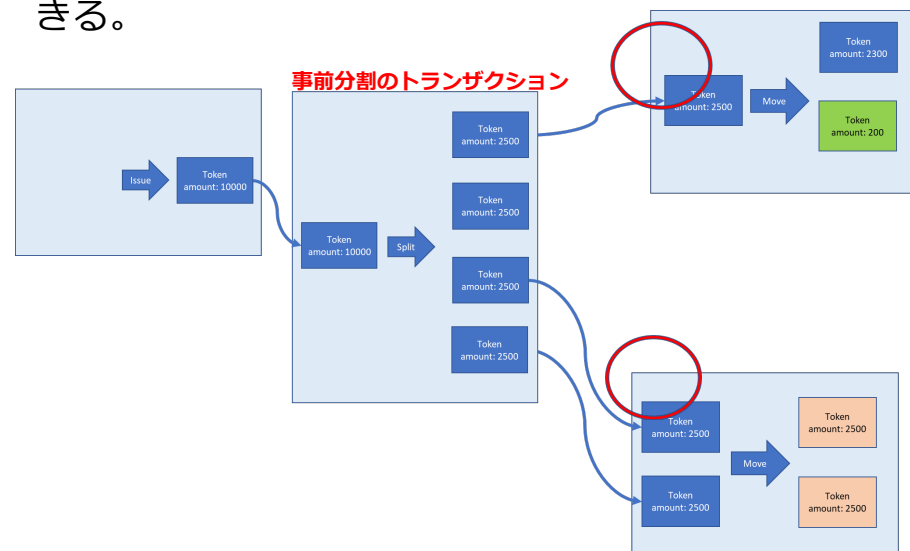 きる。
事前分割のトランザクション
Issue
Token
amount: 10000
Token
amount: 10000
Split
Token
amount: 2500
Token
amount: 2500
Token
amount: 2500
Token
amount: 2500
Token
amount: 2500
Move
Token
amount: 2300
Token
amount: 200
Token
amount: 2500
Token
amount: 2500
Move
Token
amount: 2500
Token
amount: 2500